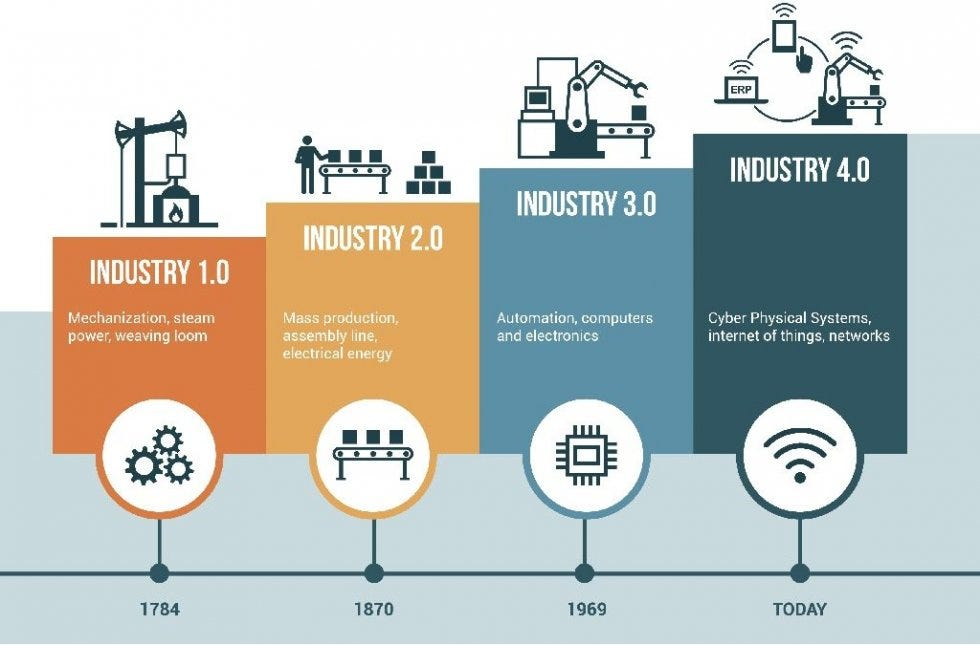 ERP
INDUSTRY 4.0
INDUSTRY 3.0
INDUSTRY 2.0
INDUSTRY 1.0
Mechanization, steam
power, weaving loom
Mass production,
assembly line,
electrical energy
Automation, computers
and electronics
Cyber Physical Systems,
internet of things, networks
1784
1870
1969
TODAY